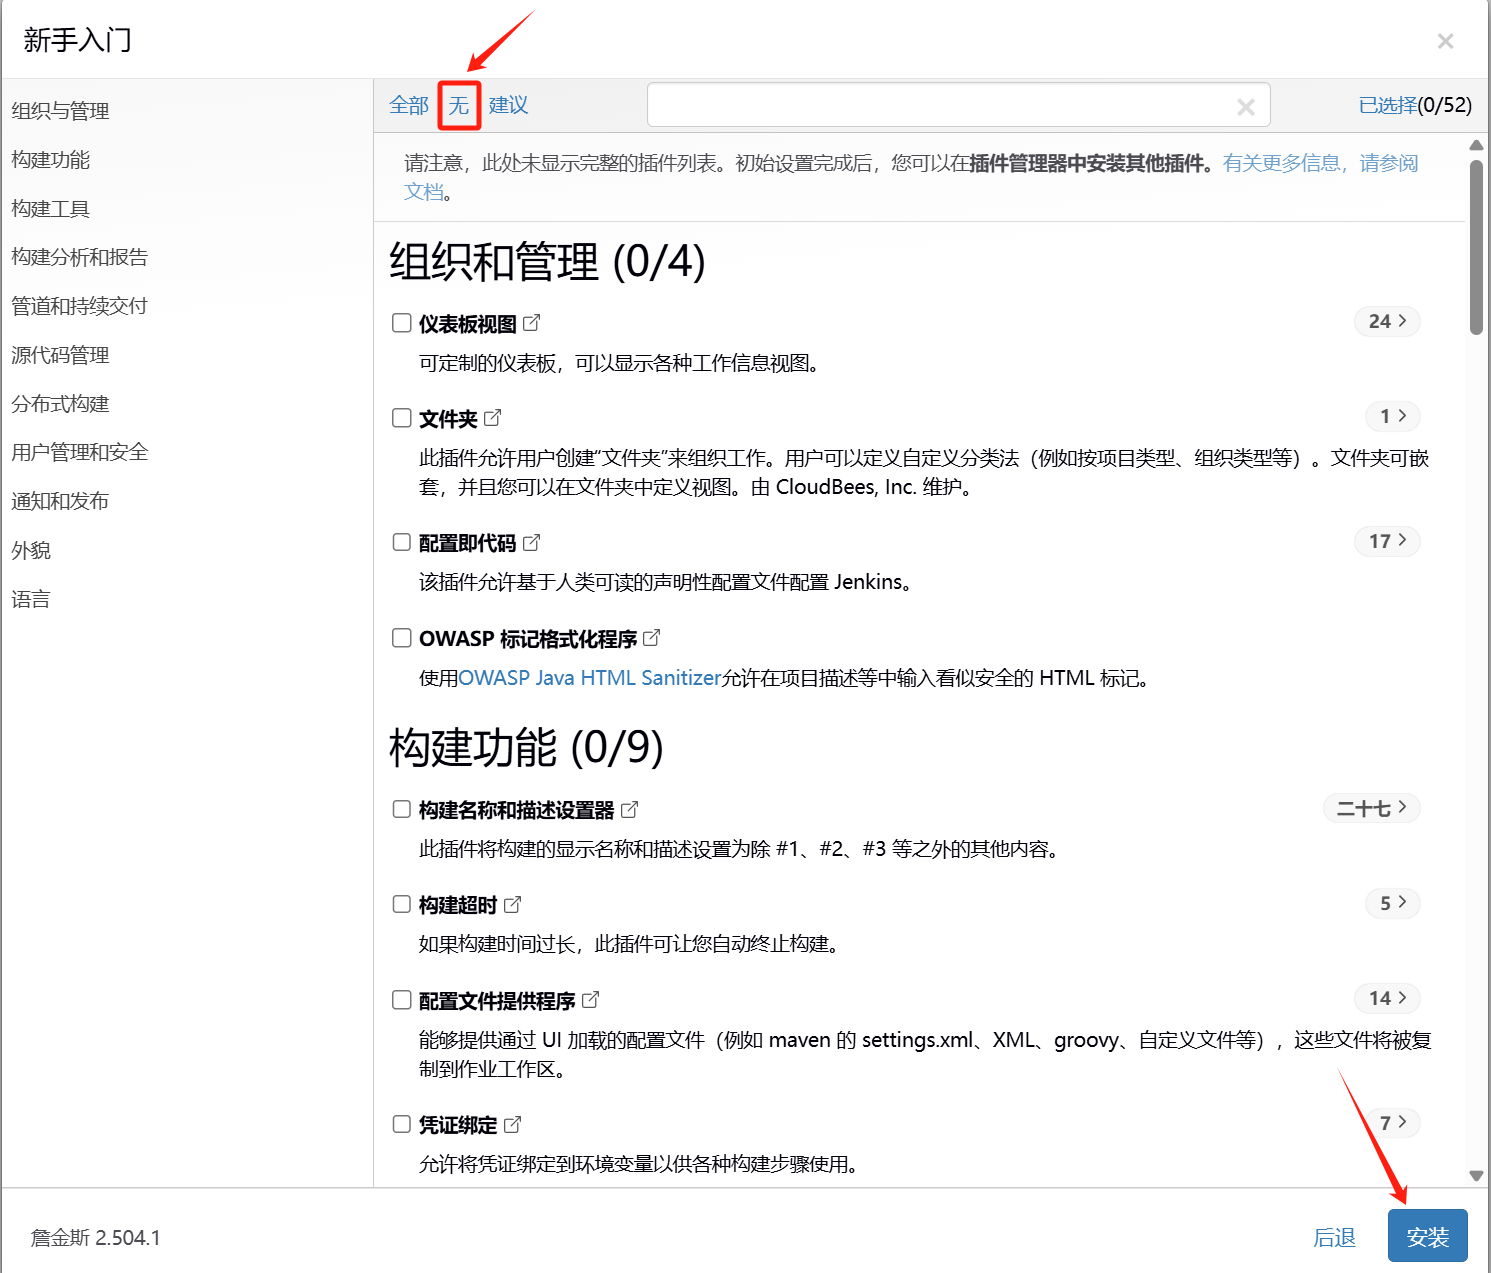 新手入门
×
全部 无 建议
已选择(0/52)
组织与管理
构建功能
构建工具
构建分析和报告
管道和持续交付
源代码管理
分布式构建
用户管理和安全
通知和发布
外貌
语言
请注意，此处未显示完整的插件列表。初始设置完成后，您可以在插件管理器中安装其他插件。有关更多信息，请参阅
文档。
组织和管理 (0/4)
仪表板视图
24
可定制的仪表板，可以显示各种工作信息视图。
文件夹
1
此插件允许用户创建“文件夹”来组织工作。用户可以定义自定义分类法（例如按项目类型、组织类型等）。文件夹可嵌
套，并且您可以在文件夹中定义视图。由 CloudBees, Inc. 维护。
配置即代码
17
该插件允许基于人类可读的声明性配置文件配置 Jenkins。
OWASP 标记格式化程序
使用OWASP Java HTML Sanitizer允许在项目描述等中输入看似安全的 HTML 标记。
构建功能 (0/9)
构建名称和描述设置器
二十七
此插件将构建的显示名称和描述设置为除 #1、#2、#3 等之外的其他内容。
构建超时
5
如果构建时间过长，此插件可让您自动终止构建。
配置文件提供程序
14
能够提供通过 UI 加载的配置文件（例如 maven 的 settings.xml、XML、groovy、自定义文件等），这些文件将被复
制到作业工作区。
凭证绑定
7
允许将凭证绑定到环境变量以供各种构建步骤使用。
詹金斯 2.504.1
后退
安装